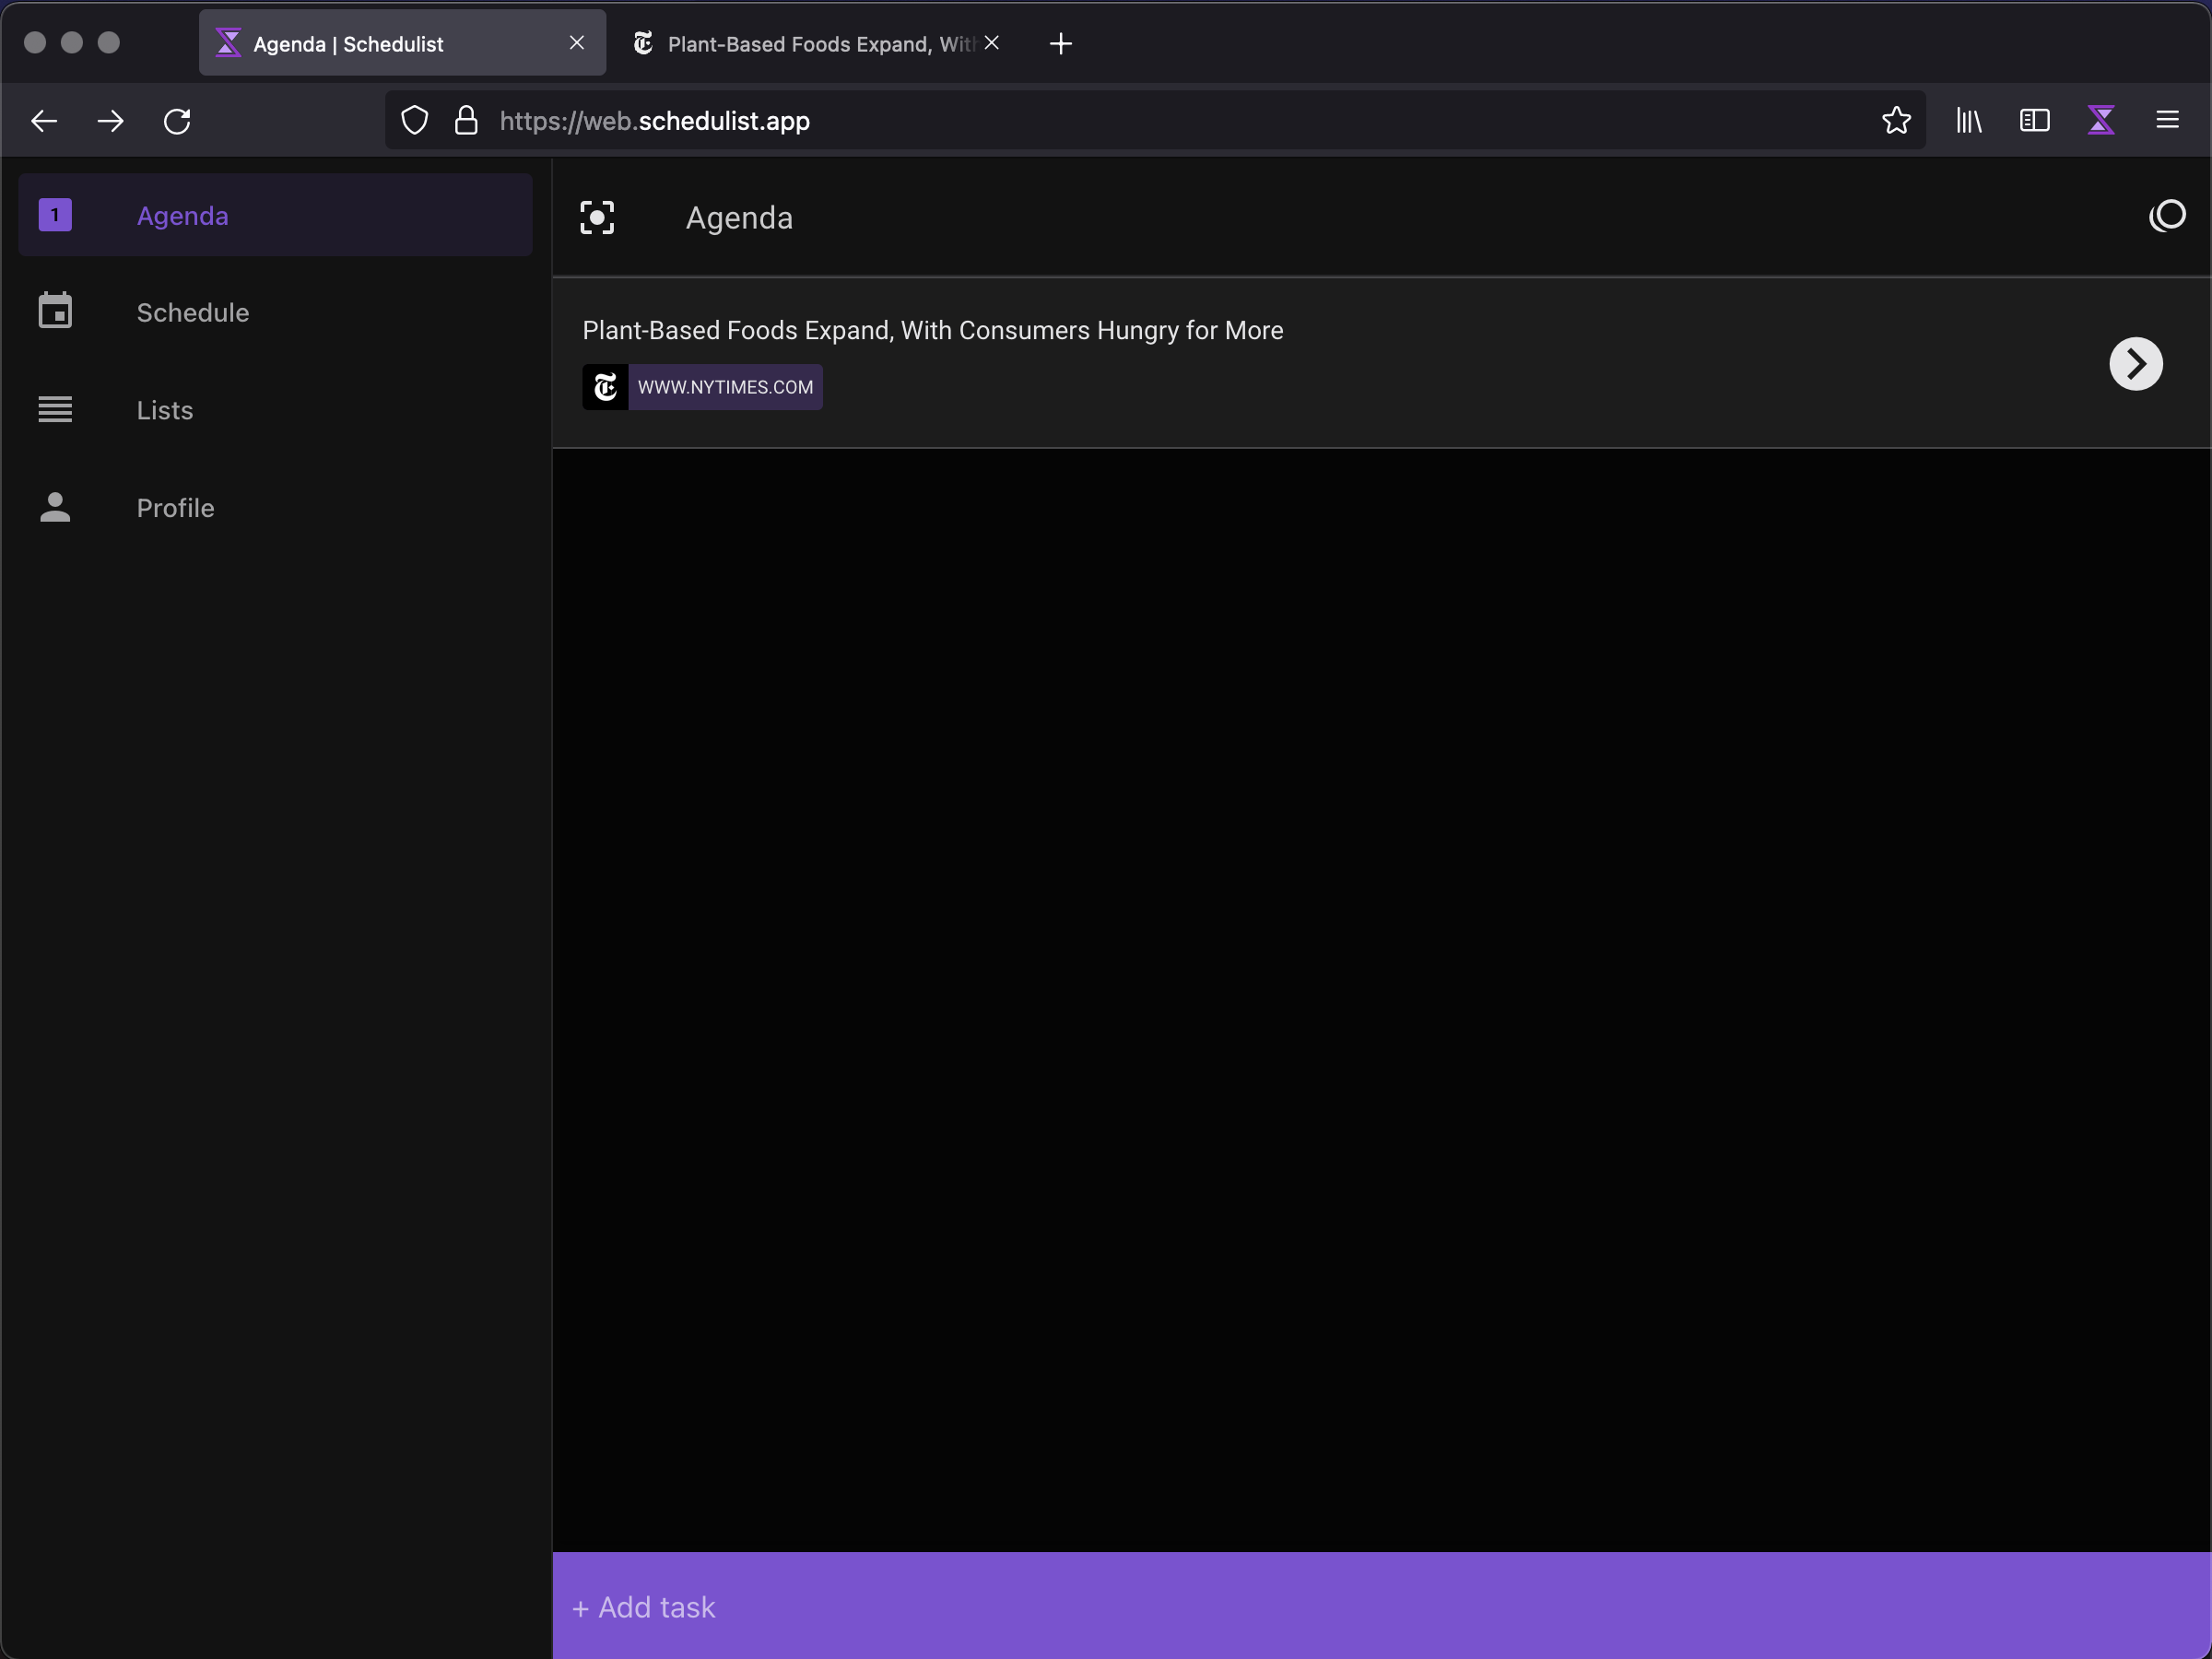 Agenda | Schedulist
Plant-Based Foods Expand, With
https://web.schedulist.app
1
Agenda
Schedule
Lists
Profile
Agenda
Plant-Based Foods Expand, With Consumers Hungry for More
WWW.NYTIMES.COM
+ Add task